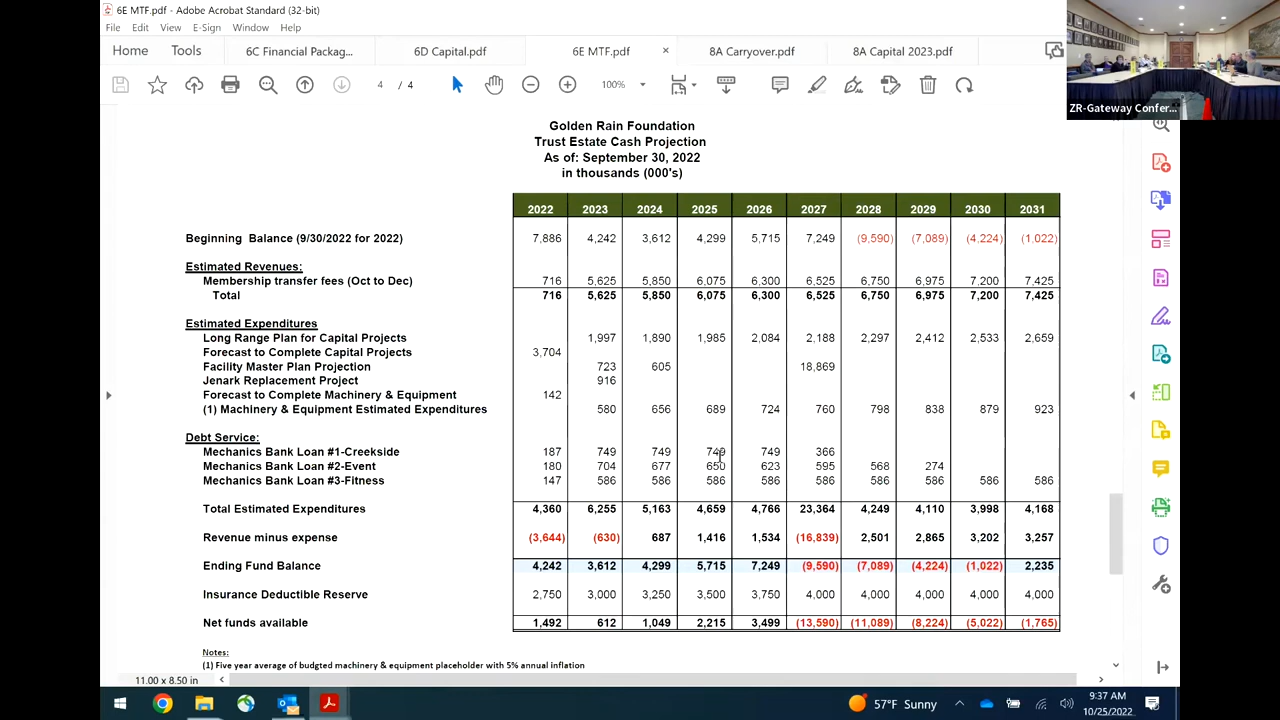 6E MTF.pdf - Adobe Acrobat Standard (32-bit)
File Edit View E-Sign Window Help
Home Tools 6C Financial Packag... 6D Capital.pdf 6E MTF.pdf × 8A Carryover.pdf 8A Capital 2023.pdf
4 / 4 100%
ZR-Gateway Confer...
Golden Rain Foundation
Trust Estate Cash Projection
As of: September 30, 2022
in thousands (000's)
2022 2023 2024 2025 2026 2027 2028 2029 2030 2031
Beginning Balance (9/30/2022 for 2022) 7,886 4,242 3,612 4,299 5,715 7,249 (9,590) (7,089) (4,224) (1,022)
Estimated Revenues:
Membership transfer fees (Oct to Dec) 716 5,625 5,850 6,075 6,300 6,525 6,750 6,975 7,200 7,425
Total 716 5,625 5,850 6,075 6,300 6,525 6,750 6,975 7,200 7,425
Estimated Expenditures
Long Range Plan for Capital Projects 1,997 1,890 1,985 2,084 2,188 2,297 2,412 2,533 2,659
Forecast to Complete Capital Projects 3,704
Facility Master Plan Projection 723 605 18,869
Jenark Replacement Project 916
Forecast to Complete Machinery & Equipment 142
(1) Machinery & Equipment Estimated Expenditures 580 656 689 724 760 798 838 879 923
Debt Service:
Mechanics Bank Loan #1-Creekside 187 749 749 749 749 366
Mechanics Bank Loan #2-Event 180 704 677 650 623 595 568 274
Mechanics Bank Loan #3-Fitness 147 586 586 586 586 586 586 586 586 586
Total Estimated Expenditures 4,360 6,255 5,163 4,659 4,766 23,364 4,249 4,110 3,998 4,168
Revenue minus expense (3,644) (630) 687 1,416 1,534 (16,839) 2,501 2,865 3,202 3,257
Ending Fund Balance 4,242 3,612 4,299 5,715 7,249 (9,590) (7,089) (4,224) (1,022) 2,235
Insurance Deductible Reserve 2,750 3,000 3,250 3,500 3,750 4,000 4,000 4,000 4,000 4,000
Net funds available 1,492 612 1,049 2,215 3,499 (13,590) (11,089) (8,224) (5,022) (1,765)
Notes:
(1) Five year average of budgted machinery & equipment placeholder with 5% annual inflation
11.00 x 8.50 in
57°F Sunny
9:37 AM
10/25/2022